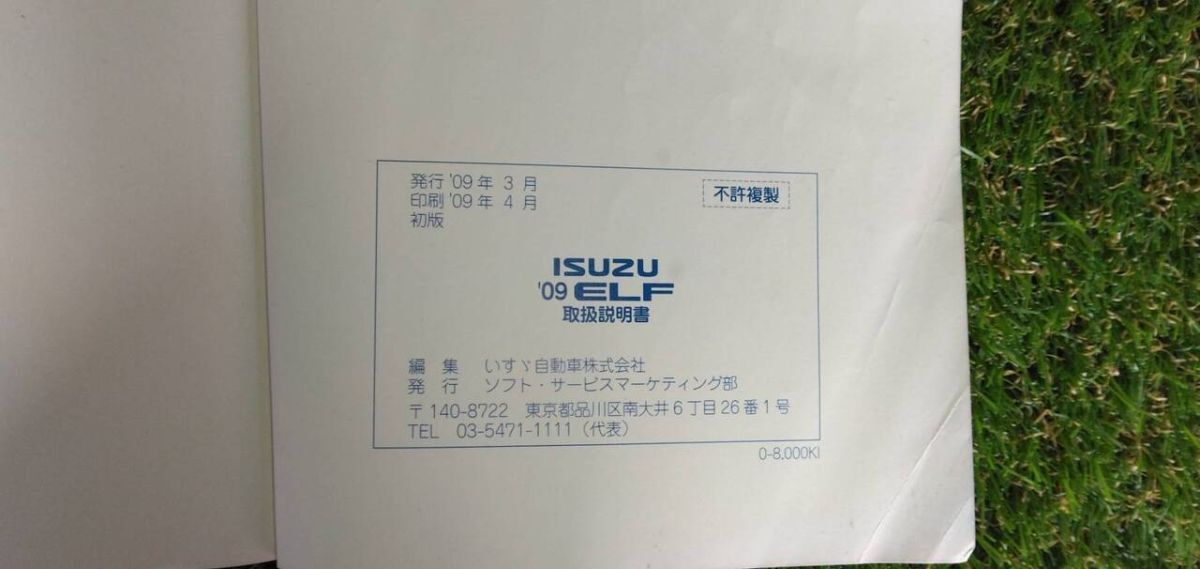 発行 '09年 3月
印刷 '09年 4月
初版
不許複製
ISUZU
'09 ELF
取扱説明書
編 集 いすゞ自動車株式会社
発 行 ソフト・サービスマーケティング部
〒140-8722 東京都品川区南大井6丁目26番1号
TEL 03-5471-1111(代表)
0-8,000KI